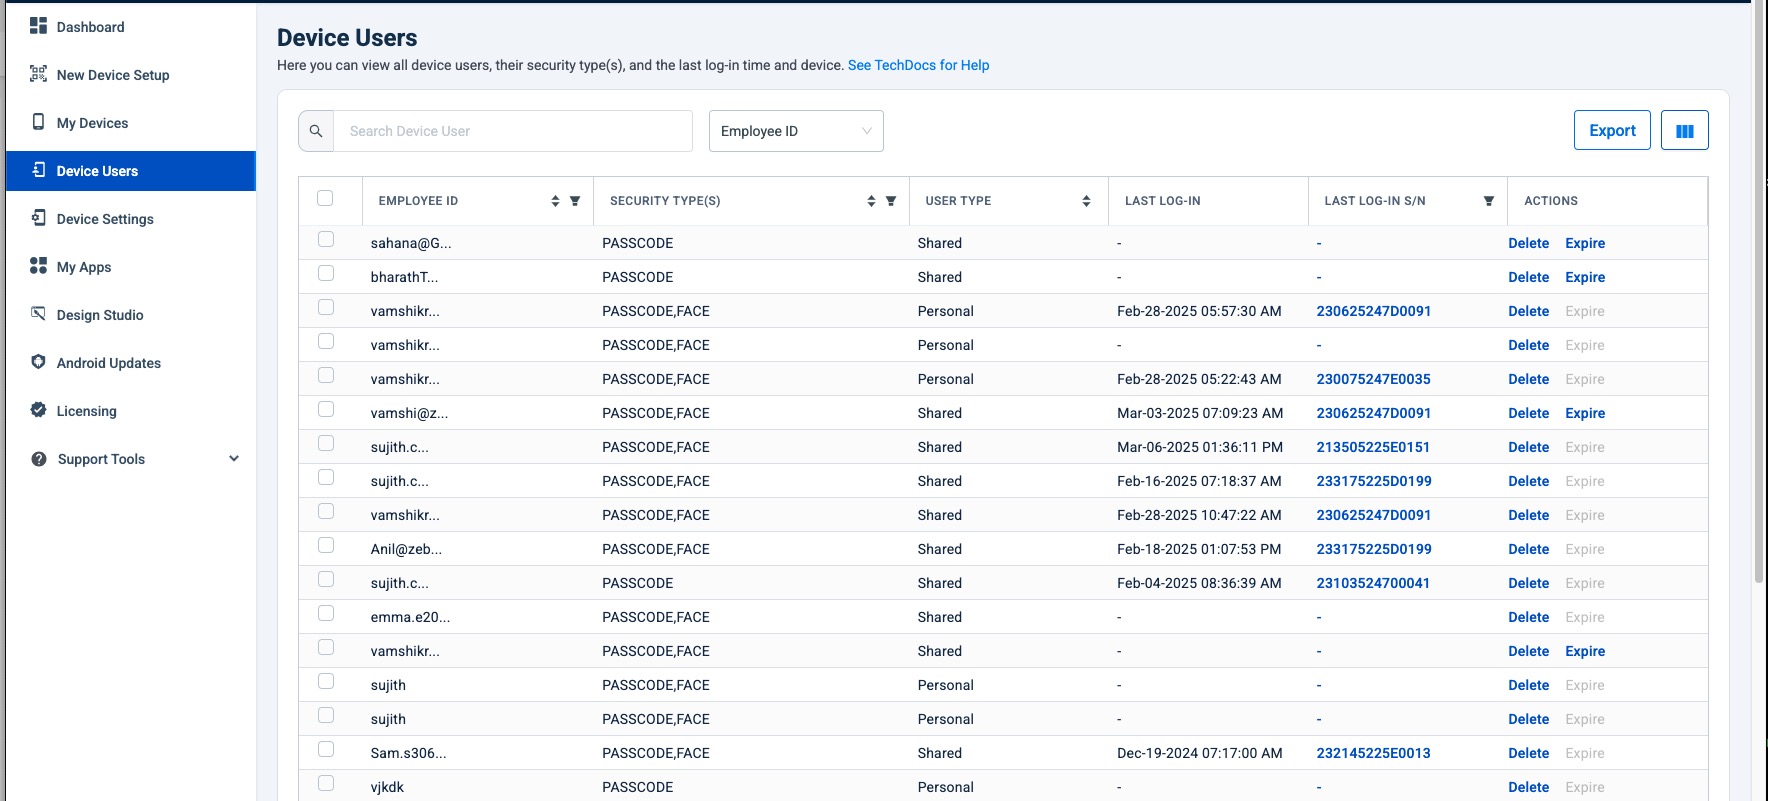 Dashboard
New Device Setup
My Devices
Device Users
Device Settings
My Apps
Design Studio
Android Updates
Licensing
Support Tools
Device Users
Here you can view all device users, their security type(s), and the last log-in time and device. See TechDocs for Help
Search Device User
Employee ID
Export
EMPLOYEE ID SECURITY TYPE(S) USER TYPE LAST LOG-IN LAST LOG-IN S/N ACTIONS
sahana@G... PASSCODE Shared - - Delete Expire
bharathT... PASSCODE Shared - - Delete Expire
vamshikr... PASSCODE,FACE Personal Feb-28-2025 05:57:30 AM 230625247D0091 Delete Expire
vamshikr... PASSCODE,FACE Personal - - Delete Expire
vamshikr... PASSCODE,FACE Personal Feb-28-2025 05:22:43 AM 230075247E0035 Delete Expire
vamshi@z... PASSCODE,FACE Shared Mar-03-2025 07:09:23 AM 230625247D0091 Delete Expire
sujith.c... PASSCODE,FACE Shared Mar-06-2025 01:36:11 PM 213505225E0151 Delete Expire
sujith.c... PASSCODE,FACE Shared Feb-16-2025 07:18:37 AM 233175225D0199 Delete Expire
vamshikr... PASSCODE,FACE Shared Feb-28-2025 10:47:22 AM 230625247D0091 Delete Expire
Anil@zeb... PASSCODE,FACE Shared Feb-18-2025 01:07:53 PM 233175225D0199 Delete Expire
sujith.c... PASSCODE Shared Feb-04-2025 08:36:39 AM 23103524700041 Delete Expire
emma.e20... PASSCODE,FACE Shared - - Delete Expire
vamshikr... PASSCODE,FACE Shared - - Delete Expire
sujith PASSCODE,FACE Personal - - Delete Expire
sujith PASSCODE,FACE Personal - - Delete Expire
Sam.s306... PASSCODE,FACE Shared Dec-19-2024 07:17:00 AM 232145225E0013 Delete Expire
vjkdk PASSCODE Personal - - Delete Expire